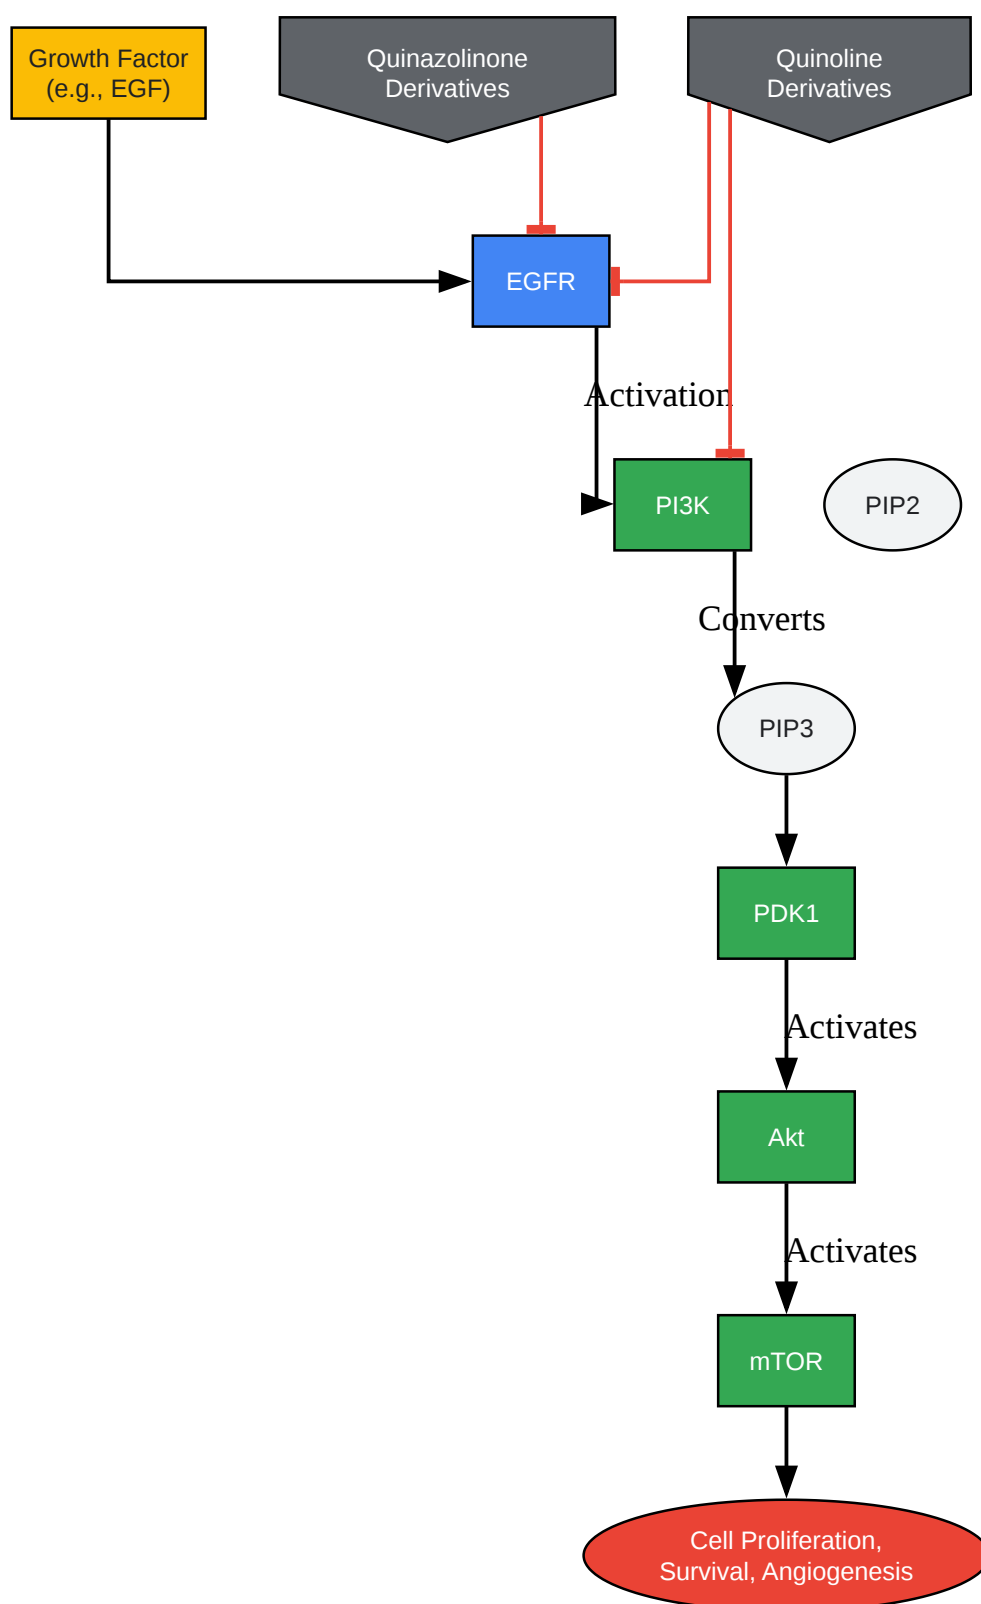 Growth Factor
(e.g., EGF)
Quinazolinone
Derivatives
Quinoline
Derivatives
EGFR
Activation
PI3K
PIP2
Converts
PIP3
PDK1
Activates
Akt
Activates
mTOR
Cell Proliferation,
Survival, Angiogenesis